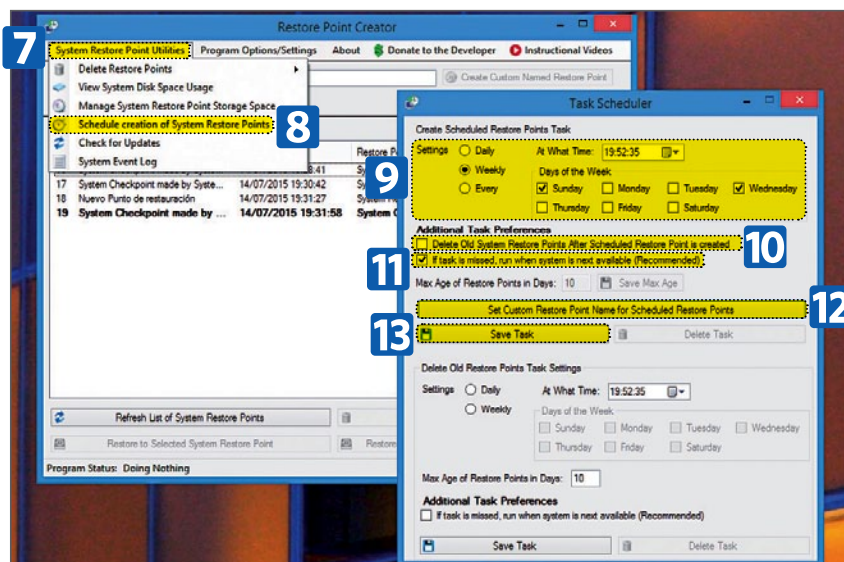 Restore Point Creator
7
System Restore Point Utilities Program Options/Settings About Donate to the Developer Instructional Videos
Delete Restore Points
View System Disk Space Usage
Manage System Restore Point Storage Space
Schedule creation of System Restore Points
8
Check for Updates
System Event Log
Create Custom Named Restore Point
17 System Checkpoint made by Syste... 14/07/2015 19:30:42
18 Nuevo Punto de restauración 14/07/2015 19:31:27
19 System Checkpoint made by ... 14/07/2015 19:31:58
Refresh List of System Restore Points
Restore to Selected System Restore Point
Program Status: Doing Nothing
Task Scheduler
Create Scheduled Restore Points Task
9
Settings Daily At What Time: 19:52:35
Weekly Days of the Week
Every Sunday Monday Tuesday Wednesday
Thursday Friday Saturday
Additional Task Preferences
Delete Old System Restore Points After Scheduled Restore Point is created
10
11
If task is missed, run when system is next available (Recommended)
Max Age of Restore Points in Days: 10 Save Max Age
Set Custom Restore Point Name for Scheduled Restore Points
12
13
Save Task Delete Task
Delete Old Restore Points Task Settings
Settings Daily At What Time: 19:52:35
Weekly Days of the Week
Sunday Monday Tuesday Wednesday
Thursday Friday Saturday
Max Age of Restore Points in Days: 10
Additional Task Preferences
If task is missed, run when system is next available (Recommended)
Save Task Delete Task